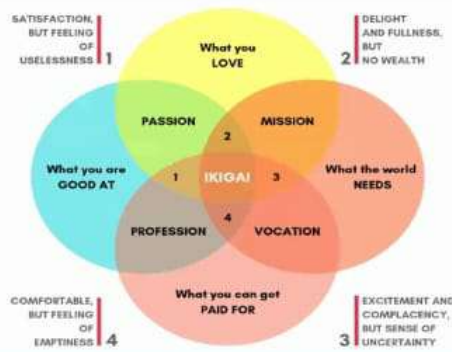 SATISFACTION,
BUT FEELING
OF
USELESSNESS
1
DELIGHT
AND FULLNESS,
BUT
NO WEALTH
2
What you
LOVE
PASSION
2
MISSION
What you are
GOOD AT
1
IKIGAI
3
What the world
NEEDS
4
PROFESSION
VOCATION
What you can get
PAID FOR
COMFORTABLE,
BUT FEELING
OF
EMPTINESS
4
EXCITEMENT AND
COMPLACENCY,
BUT SENSE OF
UNCERTAINTY
3